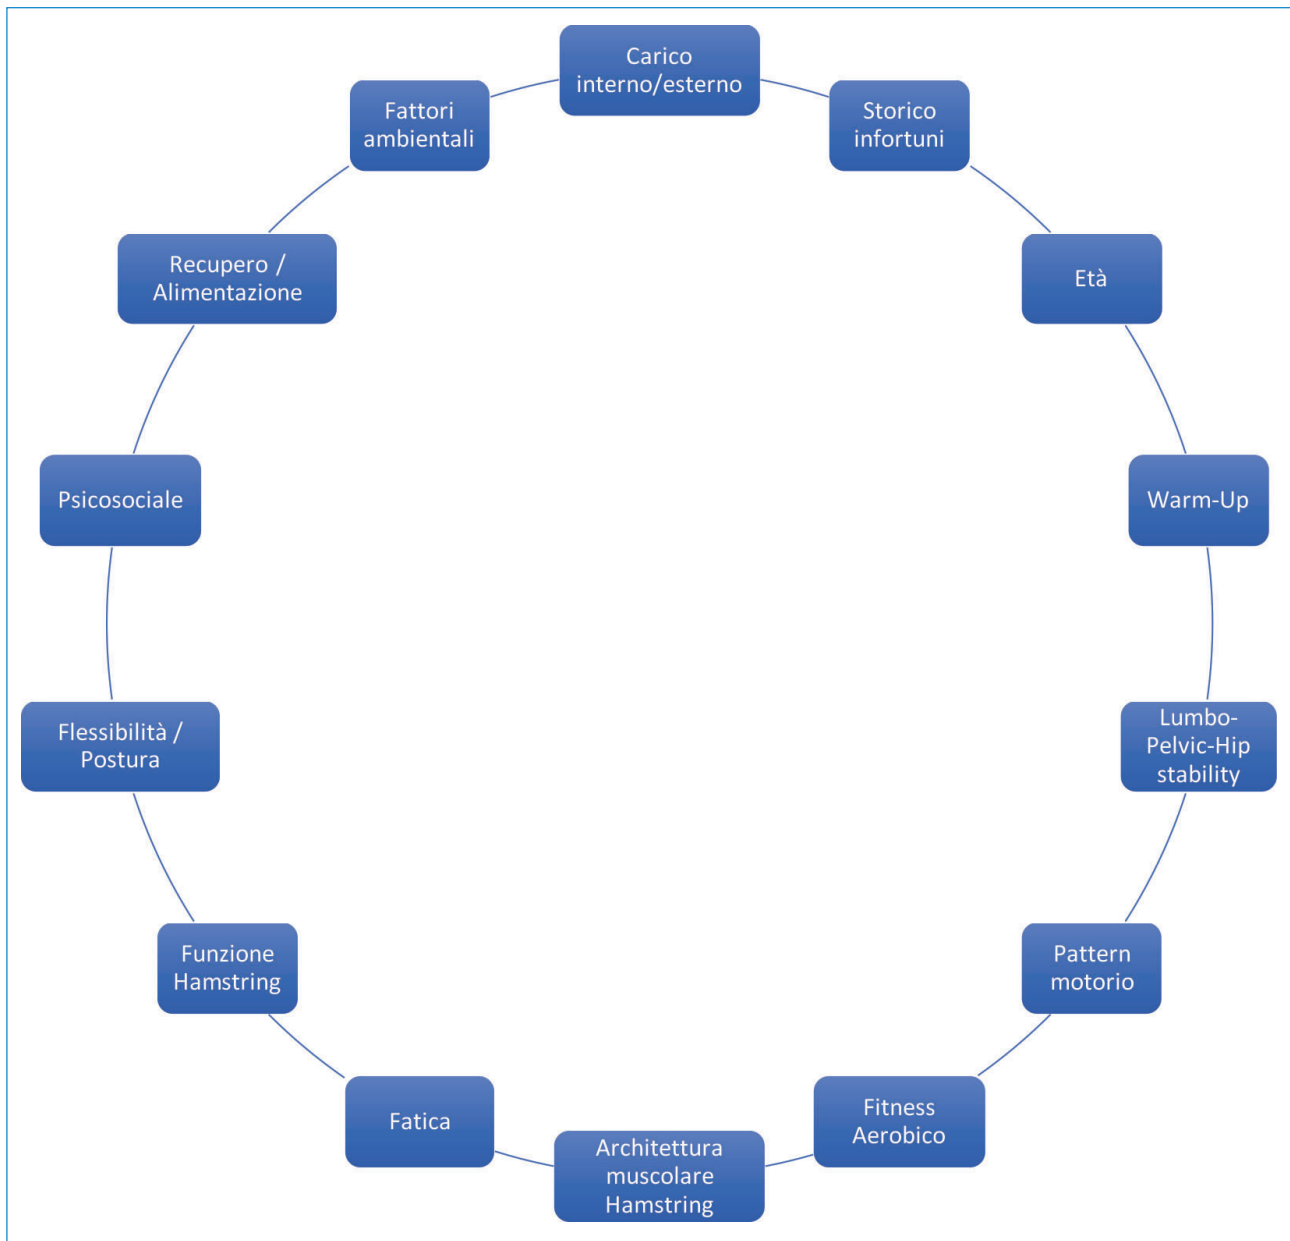 Carico
interno/esterno
Storico
infortuni
Età
Warm-Up
Lumbo-
Pelvic-Hip
stability
Pattern
motorio
Fitness
Aerobico
Architettura
muscolare
Hamstring
Fatica
Funzione
Hamstring
Flessibilità /
Postura
Psicosociale
Recupero /
Alimentazione
Fattori
ambientali